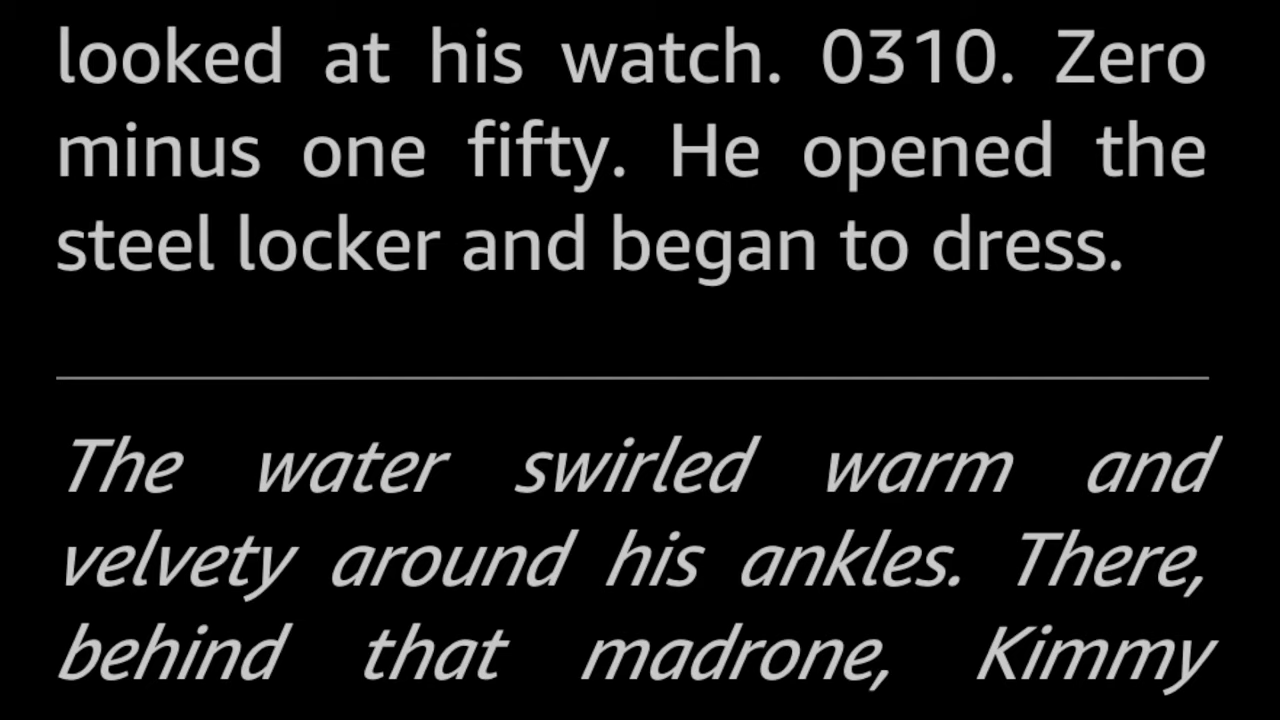 looked at his watch. 0310. Zero
minus one fifty. He opened the
steel locker and began to dress.
The water swirled warm and
velvety around his ankles. There,
behind that madrone, Kimmy